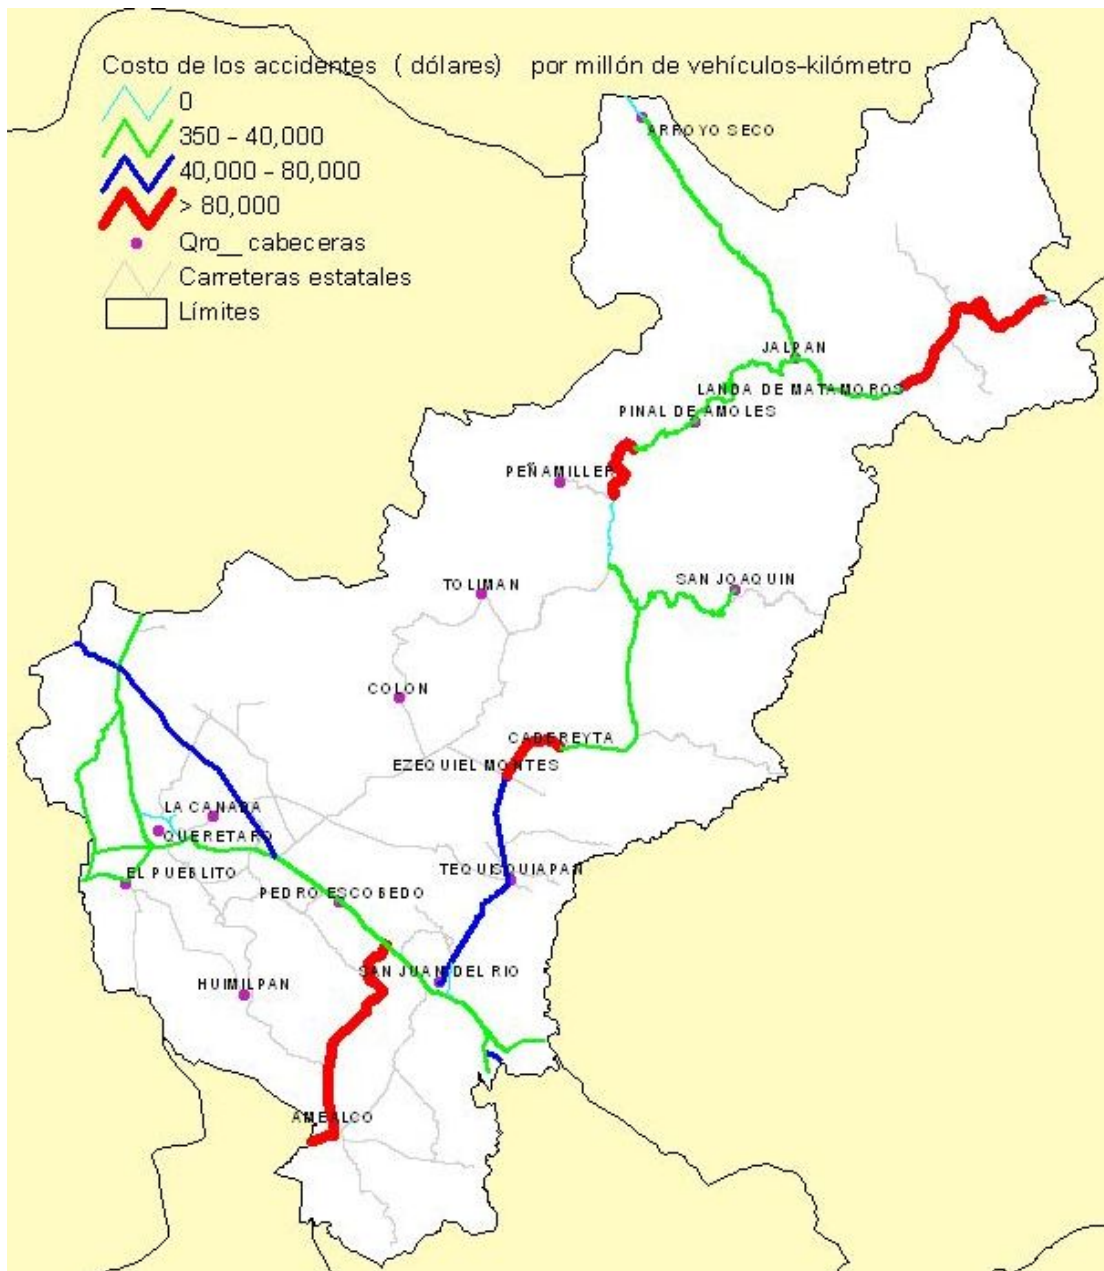 Costo de los accidentes ( dólares) por millón de vehículos-kilómetro
0
350 - 40,000
40,000 - 80,000
> 80,000
Qro__ cabeceras
Carreteras estatales
Límites
ARROYO SECO
JALPAN
LANDA DE MATAMOROS
PINAL DE AMOLES
PEÑAMILLER
SAN JOAQUIN
TOLIMAN
COLON
CADEREYTA
EZEQUIEL MONTES
LA CAÑADA
QUERETARO
EL PUEBLITO
TEQUISQUIAPAN
PEDRO ESCOBEDO
SAN JUAN DEL RIO
HUIMILPAN
AMEALCO